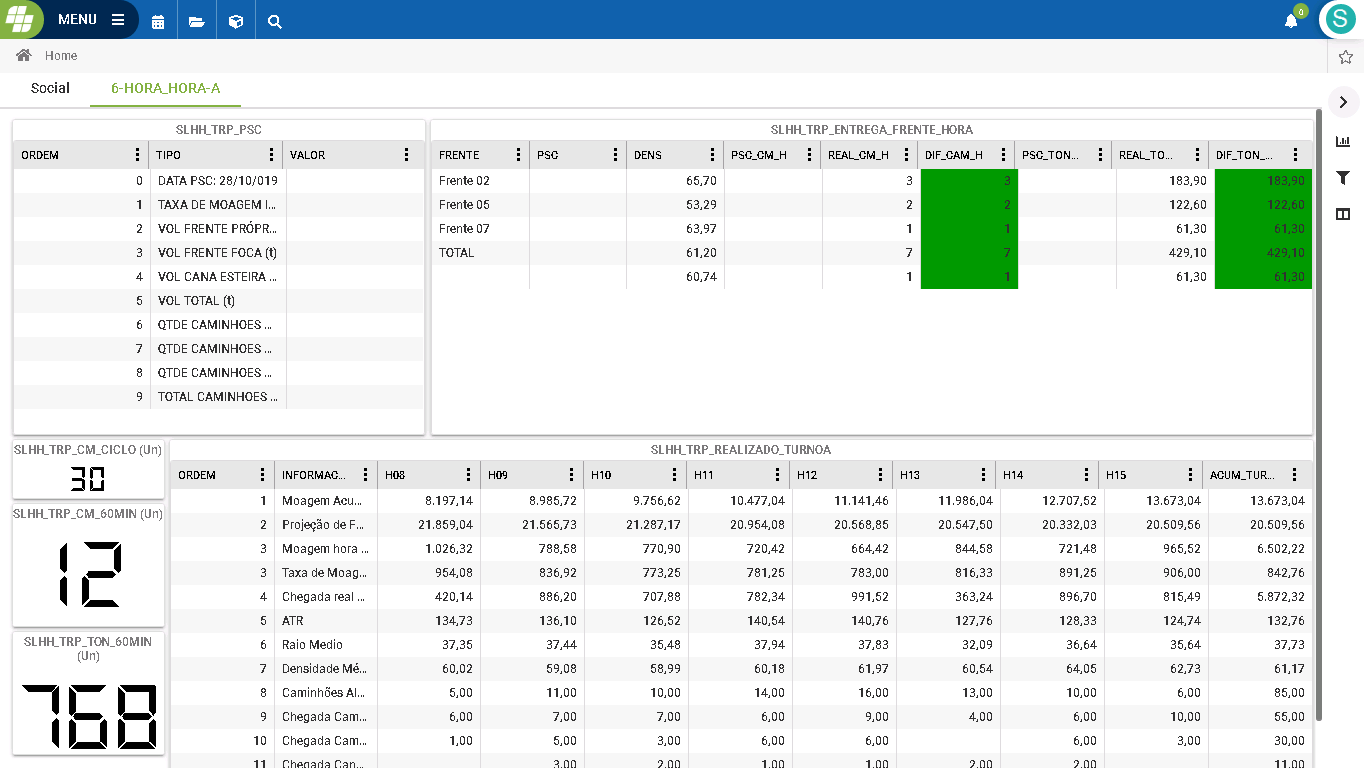 MENU
0
S
Home
Social 6-HORA_HORA-A
SLHH_TRP_PSC
ORDEM TIPO VALOR
0 DATA PSC: 28/10/019
1 TAXA DE MOAGEM I...
2 VOL FRENTE PRÓPR...
3 VOL FRENTE FOCA (t)
4 VOL CANA ESTEIRA ...
5 VOL TOTAL (t)
6 QTDE CAMINHOES ...
7 QTDE CAMINHOES ...
8 QTDE CAMINHOES ...
9 TOTAL CAMINHOES ...
SLHH_TRP_ENTREGA_FRENTE_HORA
FRENTE PSC DENS PSC_CM_H REAL_CM_H DIF_CAM_H PSC_TON... REAL_TO... DIF_TON_...
Frente 02 65,70 3 3 183,90 183,90
Frente 05 53,29 2 2 122,60 122,60
Frente 07 63,97 1 1 61,30 61,30
TOTAL 61,20 7 7 429,10 429,10
60,74 1 1 61,30 61,30
SLHH_TRP_CM_CICLO (Un)
30
SLHH_TRP_CM_60MIN (Un)
12
SLHH_TRP_TON_60MIN
(Un)
768
SLHH_TRP_REALIZADO_TURNOA
ORDEM INFORMAC... H08 H09 H10 H11 H12 H13 H14 H15 ACUM_TUR...
1 Moagem Acu... 8.197,14 8.985,72 9.756,62 10.477,04 11.141,46 11.986,04 12.707,52 13.673,04 13.673,04
2 Projeção de F... 21.859,04 21.565,73 21.287,17 20.954,08 20.568,85 20.547,50 20.332,03 20.509,56 20.509,56
3 Moagem hora ... 1.026,32 788,58 770,90 720,42 664,42 844,58 721,48 965,52 6.502,22
3 Taxa de Moag... 954,08 836,92 773,25 781,25 783,00 816,33 891,25 906,00 842,76
4 Chegada real ... 420,14 886,20 707,88 782,34 991,52 363,24 896,70 815,49 5.872,32
5 ATR 134,73 136,10 126,52 140,54 140,76 127,76 128,33 124,74 132,76
6 Raio Medio 37,35 37,44 35,48 37,94 37,83 32,09 36,64 35,64 37,73
7 Densidade Mé... 60,02 59,08 58,99 60,18 61,97 60,54 64,05 62,73 61,17
8 Caminhões Al... 5,00 11,00 10,00 14,00 16,00 13,00 10,00 6,00 85,00
9 Chegada Cam... 6,00 7,00 7,00 6,00 9,00 4,00 6,00 10,00 55,00
10 Chegada Cam... 1,00 5,00 3,00 6,00 6,00 6,00 3,00 30,00
11 Chegada Can... 3,00 2,00 1,00 1,00 2,00 2,00 11,00